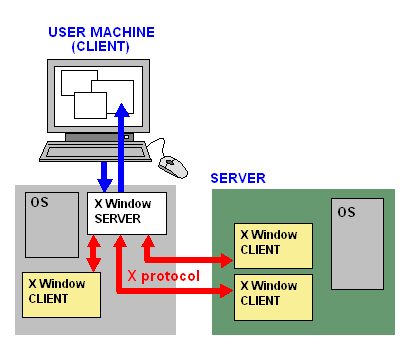 USER MACHINE
(CLIENT)
SERVER
OS
X Window
SERVER
OS
X Window
CLIENT
X protocol
X Window
CLIENT
X Window
CLIENT